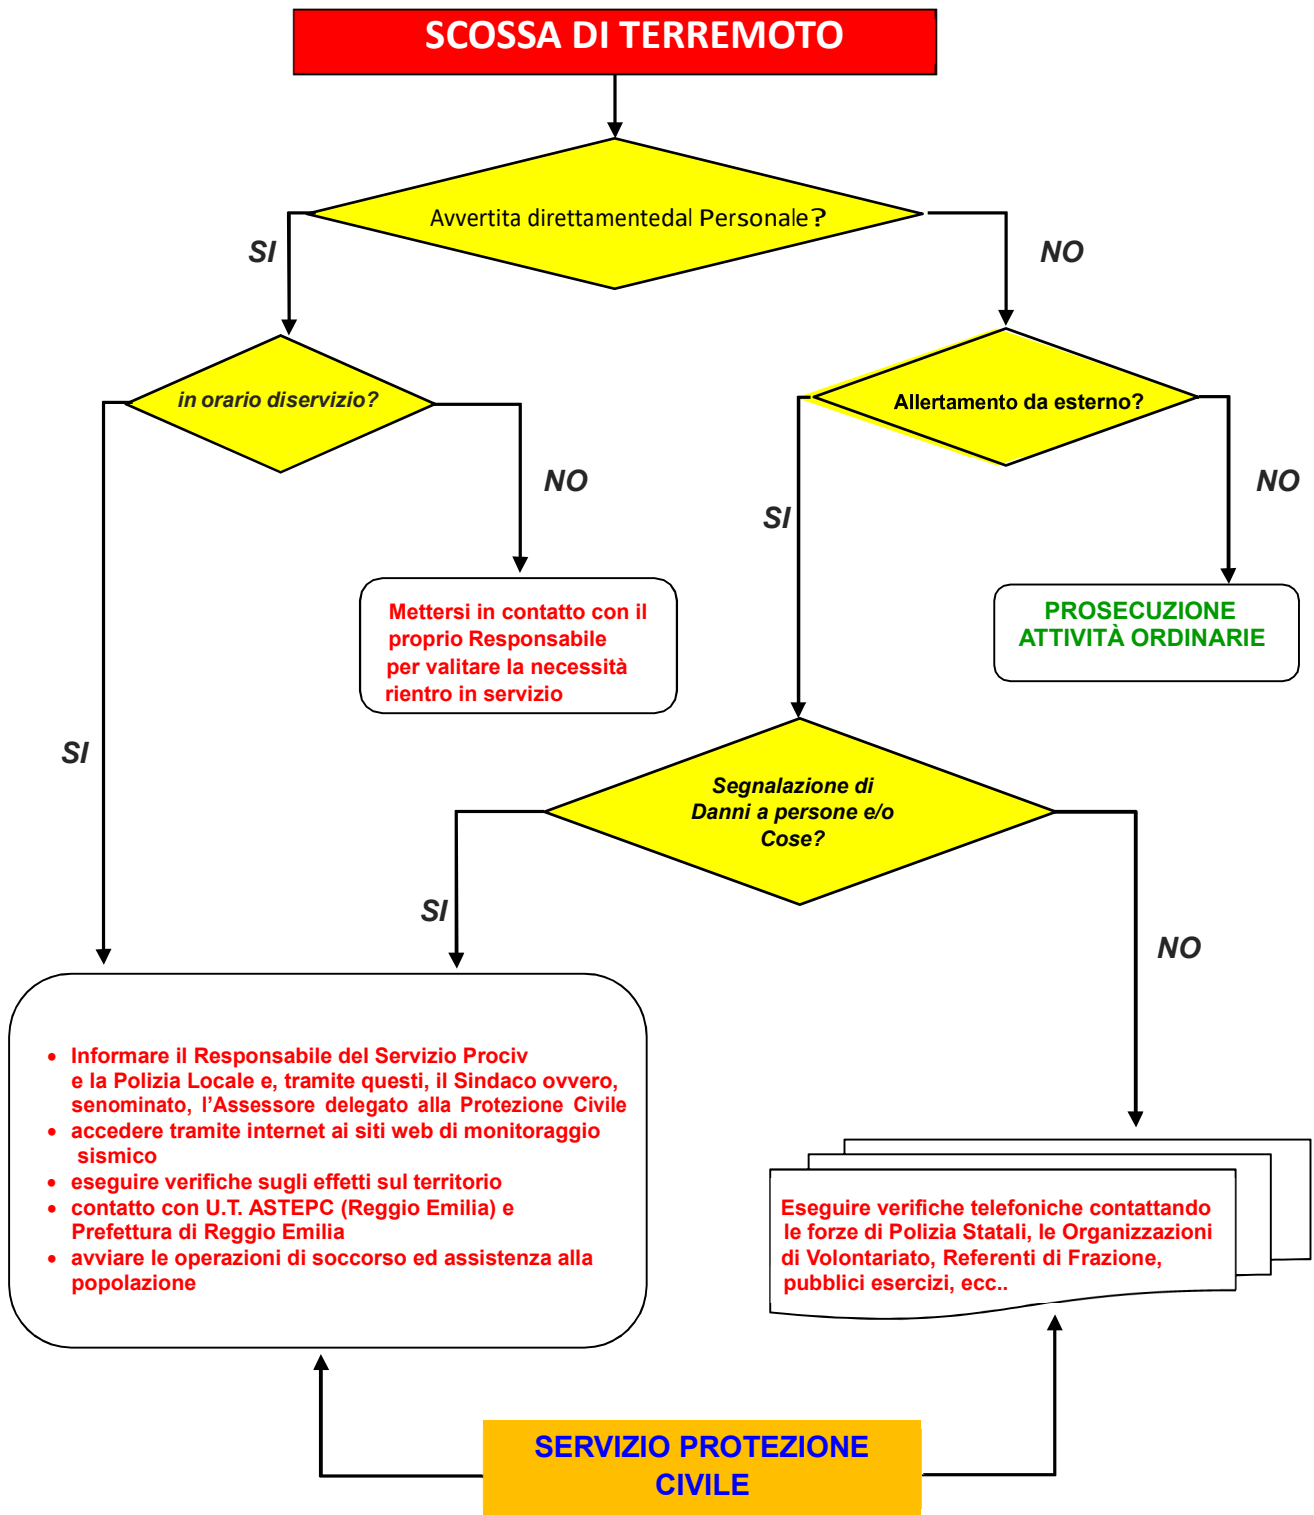 SCOSSA DI TERREMOTO
Avvertita direttamentedal Personale?
SI
NO
in orario diservizio?
Allertamento da esterno?
NO
SI
NO
Mettersi in contatto con il
proprio Responsabile
per valitare la necessità
rientro in servizio
PROSECUZIONE
ATTIVITÀ ORDINARIE
SI
Segnalazione di
Danni a persone e/o
Cose?
SI
NO
• Informare il Responsabile del Servizio Prociv
e la Polizia Locale e, tramite questi, il Sindaco ovvero,
senominato, l’Assessore delegato alla Protezione Civile
• accedere tramite internet ai siti web di monitoraggio
sismico
• eseguire verifiche sugli effetti sul territorio
• contatto con U.T. ASTEPC (Reggio Emilia) e
Prefettura di Reggio Emilia
• avviare le operazioni di soccorso ed assistenza alla
popolazione
Eseguire verifiche telefoniche contattando
le forze di Polizia Statali, le Organizzazioni
di Volontariato, Referenti di Frazione,
pubblici esercizi, ecc..
SERVIZIO PROTEZIONE
CIVILE